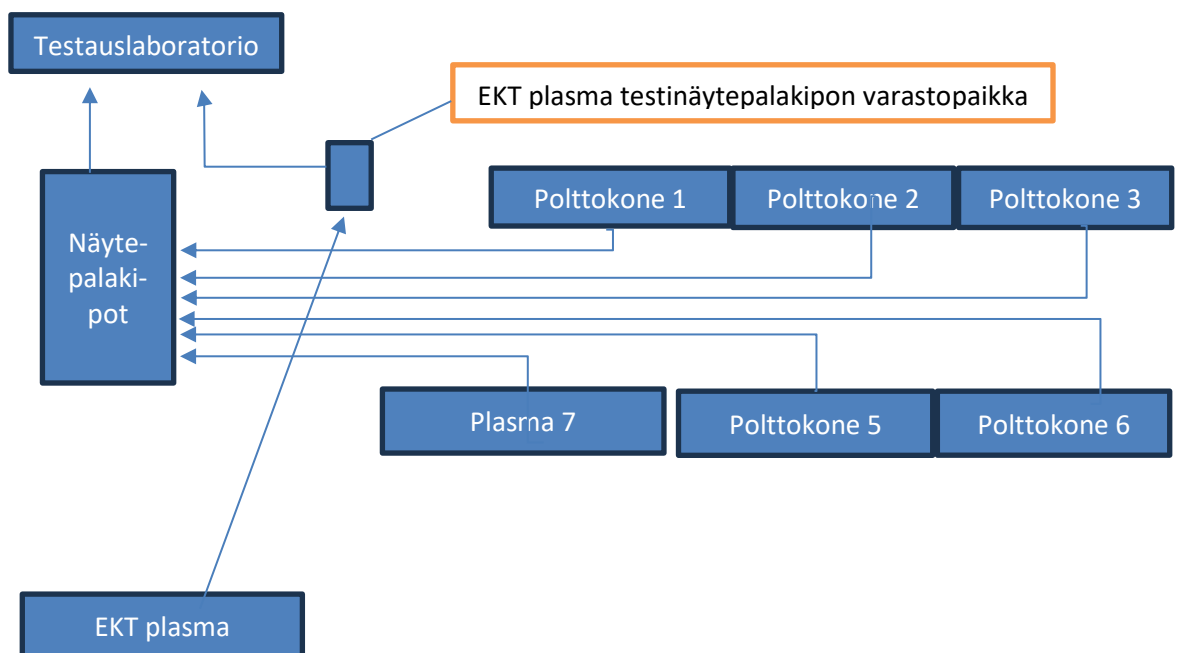 Testauslaboratorio
EKT plasma testinäytepalakipon varastopaikka
Polttokone 1
Polttokone 2
Polttokone 3
Näyte-
palaki-
pot
Plasma 7
Polttokone 5
Polttokone 6
EKT plasma